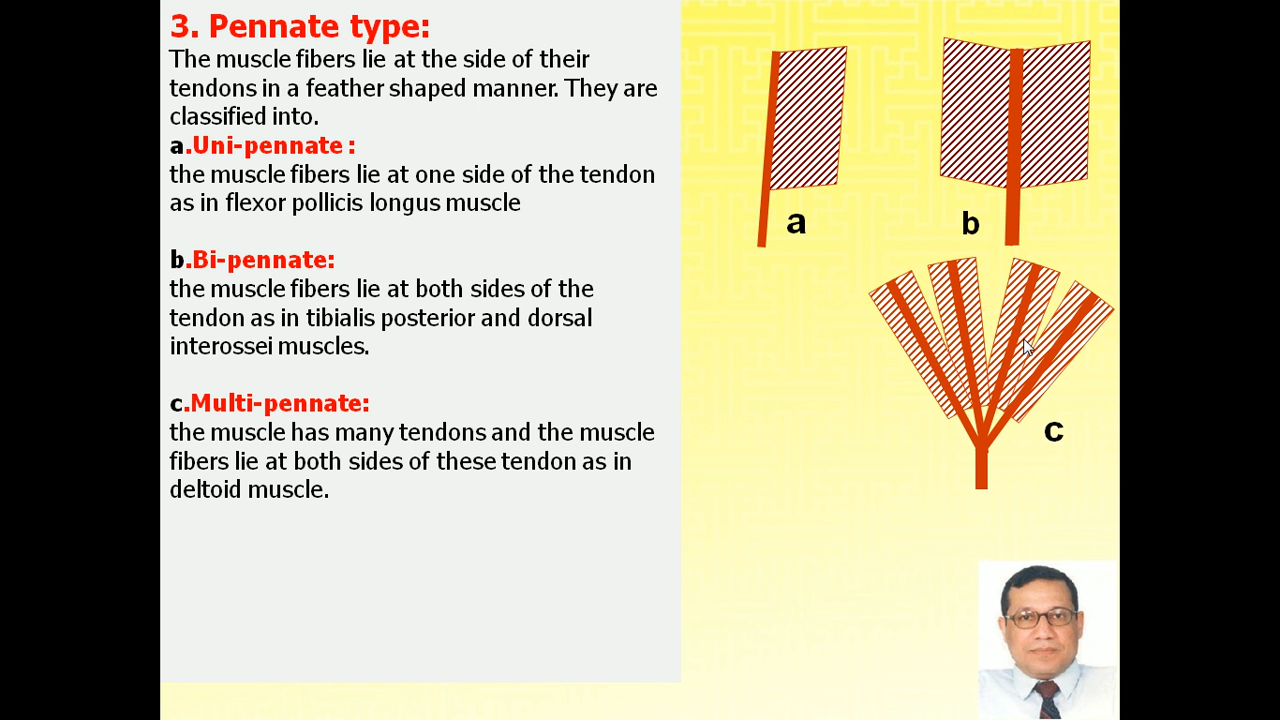 3. Pennate type:
The muscle fibers lie at the side of their
tendons in a feather shaped manner. They are
classified into.
a.Uni-pennate :
the muscle fibers lie at one side of the tendon
as in flexor pollicis longus muscle
b.Bi-pennate:
the muscle fibers lie at both sides of the
tendon as in tibialis posterior and dorsal
interossei muscles.
c.Multi-pennate:
the muscle has many tendons and the muscle
fibers lie at both sides of these tendon as in
deltoid muscle.
a
b
c